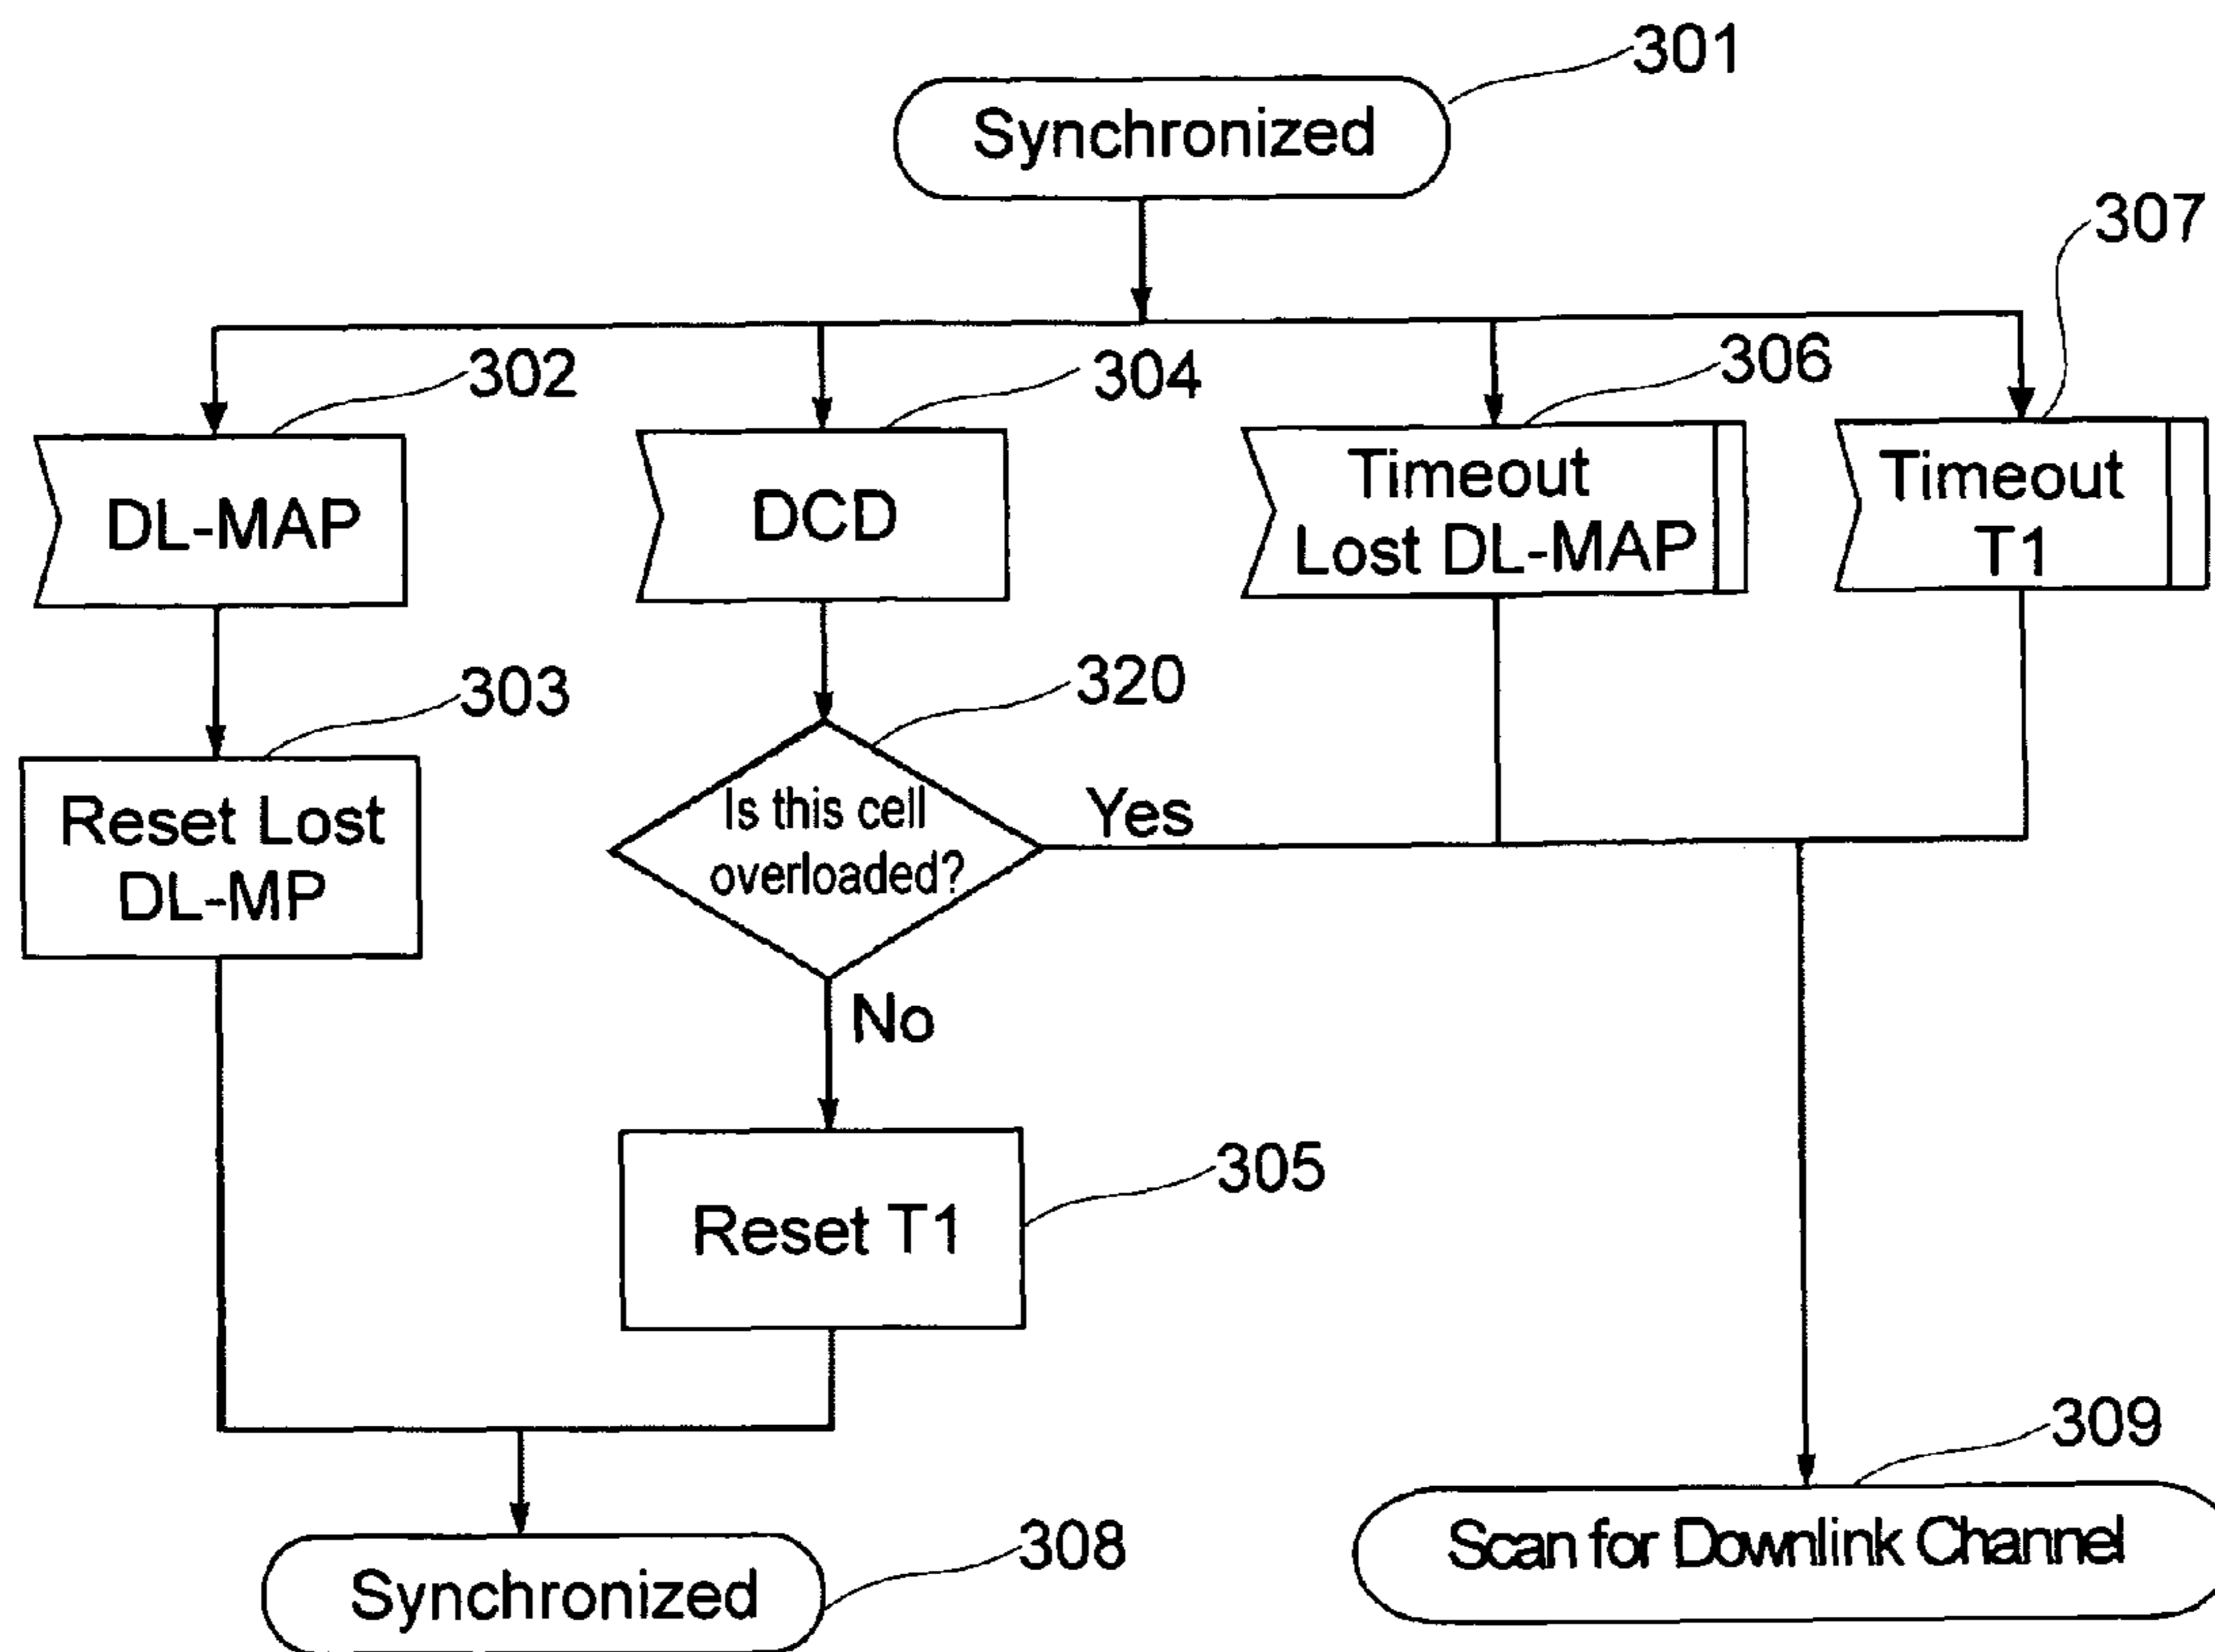 301
Synchronized
307
302
304
306
DL-MAP
DCD
Timeout
Lost DL-MAP
Timeout
T1
303
320
Reset Lost
DL-MP
Is this cell
overloaded?
Yes
No
305
Reset T1
309
308
Synchronized
Scan for Downlink Channel